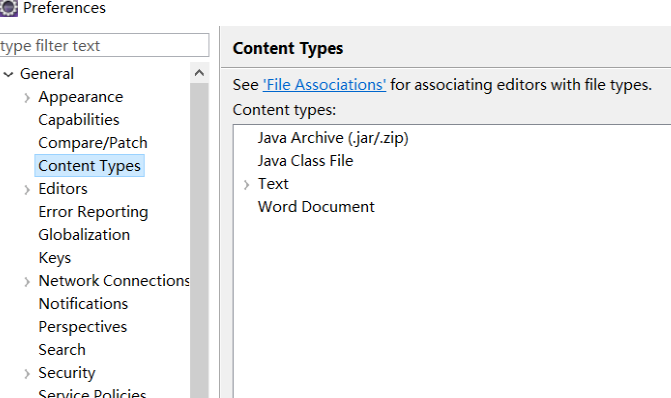 Preferences
type filter text
General
Appearance
Capabilities
Compare/Patch
Content Types
Editors
Error Reporting
Globalization
Keys
Network Connections
Notifications
Perspectives
Search
Security
Service Policies
Content Types
See 'File Associations' for associating editors with file types.
Content types:
Java Archive (.jar/.zip)
Java Class File
Text
Word Document